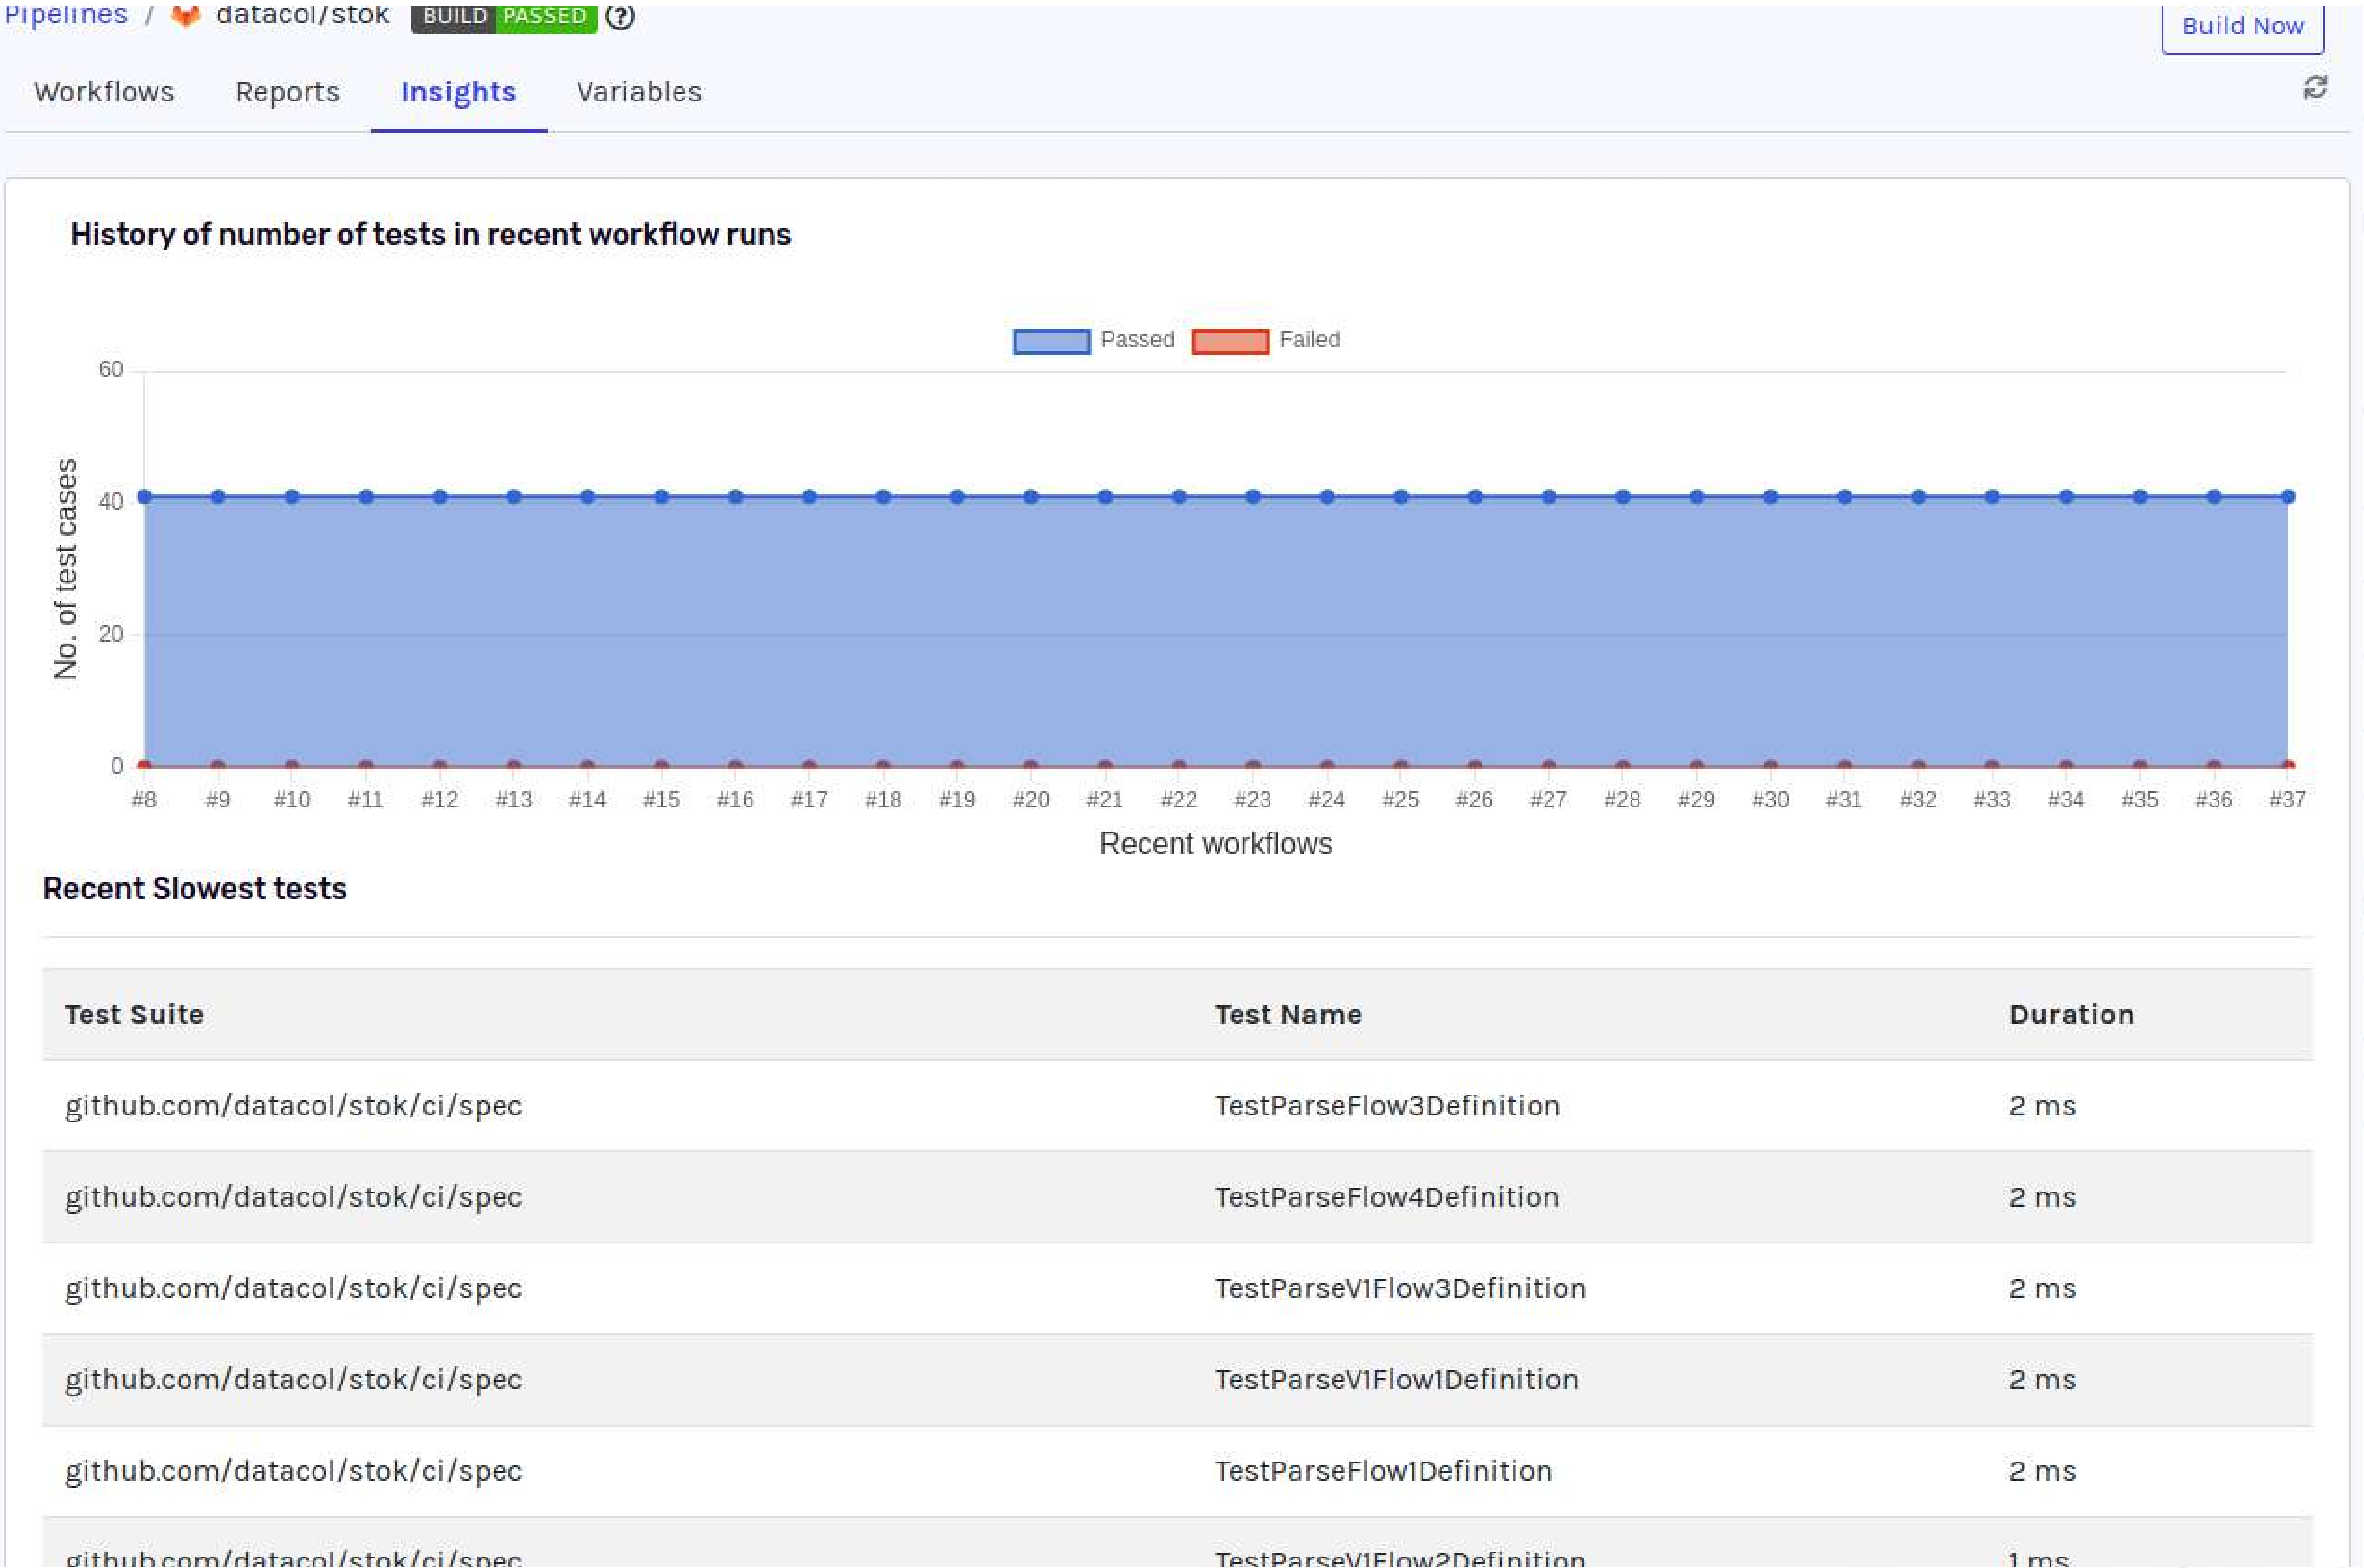 Pipelines / datacol/stok BUILD PASSED ?
Build Now
Workflows Reports Insights Variables
History of number of tests in recent workflow runs
Passed Failed
60
40
20
0
No. of test cases
#8 #9 #10 #11 #12 #13 #14 #15 #16 #17 #18 #19 #20 #21 #22 #23 #24 #25 #26 #27 #28 #29 #30 #31 #32 #33 #34 #35 #36 #37
Recent workflows
Recent Slowest tests
Test Suite Test Name Duration
github.com/datacol/stok/ci/spec TestParseFlow3Definition 2 ms
github.com/datacol/stok/ci/spec TestParseFlow4Definition 2 ms
github.com/datacol/stok/ci/spec TestParseV1Flow3Definition 2 ms
github.com/datacol/stok/ci/spec TestParseV1Flow1Definition 2 ms
github.com/datacol/stok/ci/spec TestParseFlow1Definition 2 ms
github.com/datacol/stok/ci/spec TestParseV1Flow2Definition 1 ms